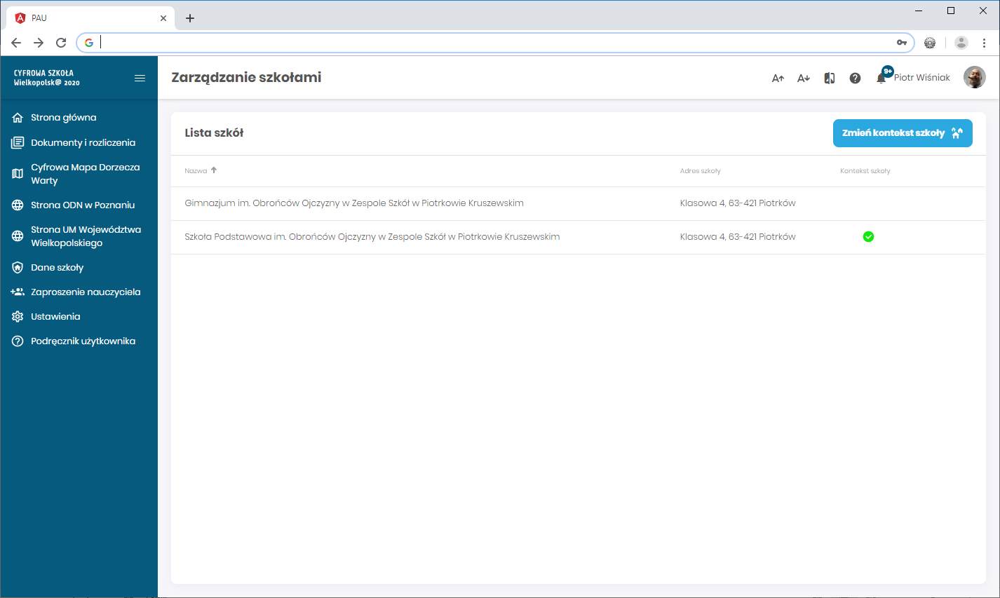 PAU
CYFROWA SZKOŁA
Wielkopolsk@ 2020
Zarządzanie szkołami
A
A
9+
Piotr Wiśniak
Strona główna
Dokumenty i rozliczenia
Cyfrowa Mapa Dorzecza
Warty
Strona ODN w Poznaniu
Strona UM Województwa
Wielkopolskiego
Dane szkoły
Zaproszenie nauczyciela
Ustawienia
Podręcznik użytkownika
Lista szkół
Zmień kontekst szkoły
Nazwa
Adres szkoły
Kontekst szkoły
Gimnazjum im. Obrońców Ojczyzny w Zespole Szkół w Piotrkowie Kruszewskim
Klasowa 4, 63-421 Piotrków
Szkoła Podstawowa im. Obrońców Ojczyzny w Zespole Szkół w Piotrkowie Kruszewskim
Klasowa 4, 63-421 Piotrków